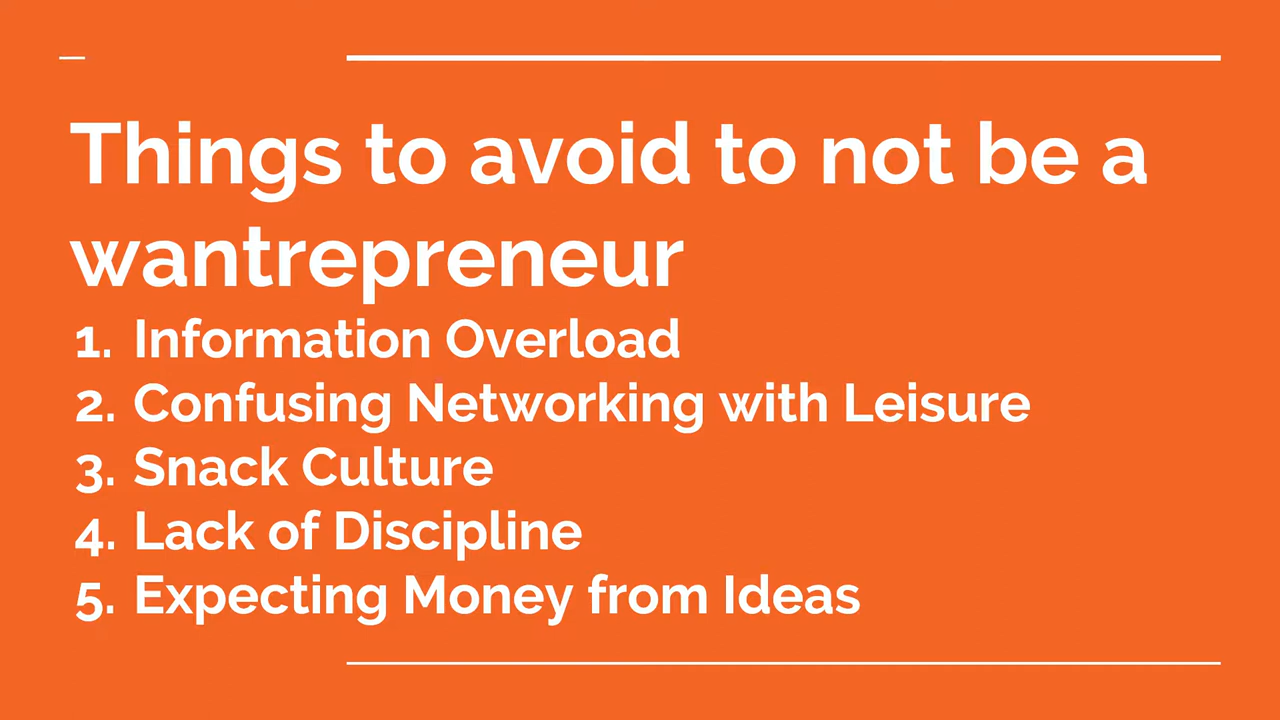 Things to avoid to not be a
wantrepreneur
1. Information Overload
2. Confusing Networking with Leisure
3. Snack Culture
4. Lack of Discipline
5. Expecting Money from Ideas